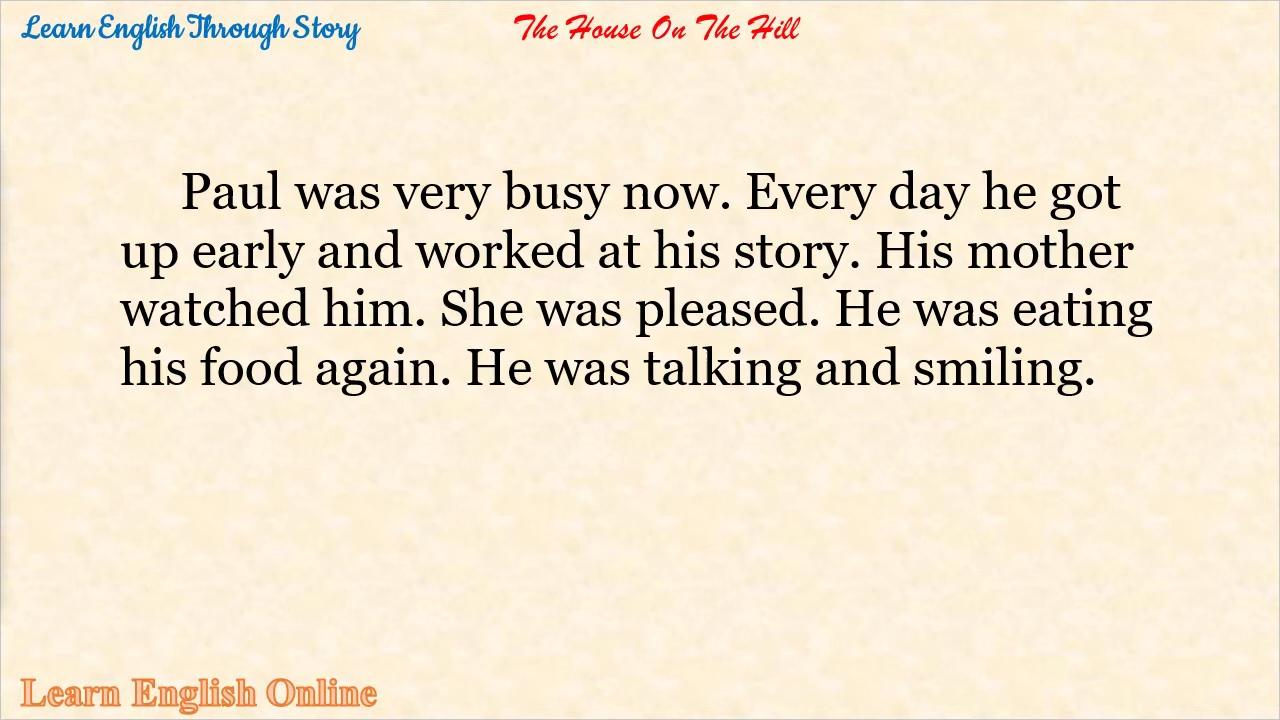 Learn English Through Story
The House On The Hill
Paul was very busy now. Every day he got
up early and worked at his story. His mother
watched him. She was pleased. He was eating
his food again. He was talking and smiling.
Learn English Online